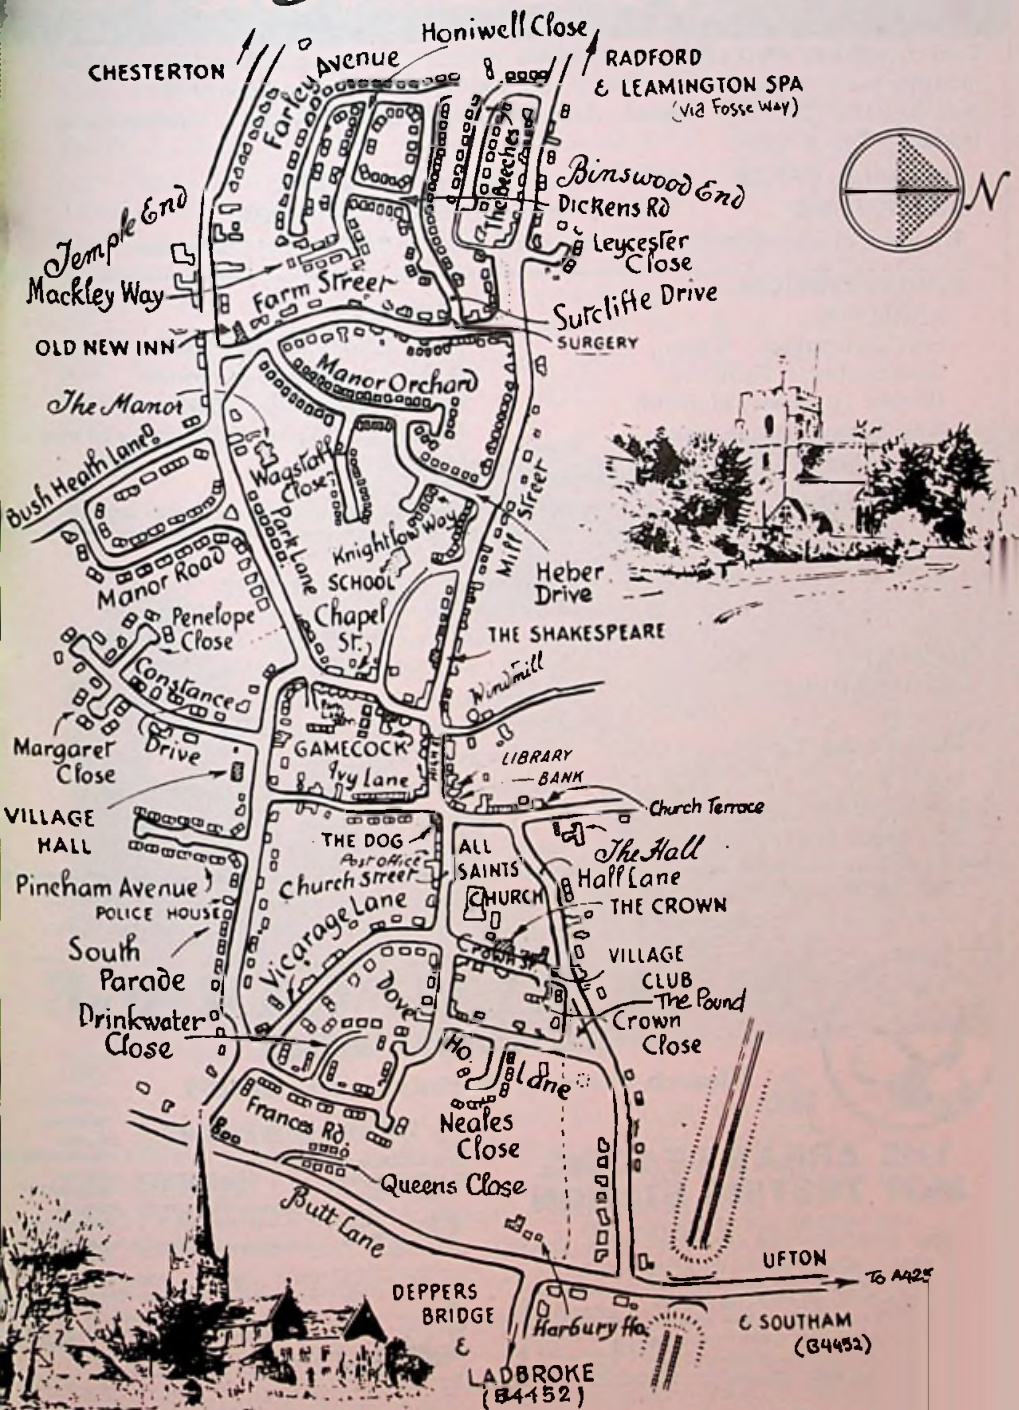 Honiwell Close
CHESTERTON
Farley Avenue
RADFORD
& LEAMINGTON SPA
(via Fosse Way)
The Beeches
Binswood End
Dickens Rd
N
Temple End
Leycester
Close
Mackley Way
Farm Street
Surcliffe Drive
OLD NEW INN
SURGERY
Manor Orchard
The Manor
Bush Heath Lane
Wagstaff
Close
Park Lane
Knightlow Way
Mill Street
SCHOOL
Heber
Drive
Manor Road
Penelope
Close
Chapel
St.
THE SHAKESPEARE
Constance
Drive
Windmill
Margaret
Close
GAMECOCK
Ivy Lane
HIGH ST
LIBRARY
BANK
Church Terrace
VILLAGE
HALL
THE DOG
Post office
Church Street
ALL
SAINTS
CHURCH
The Hall
Hall Lane
Pincham Avenue
POLICE HOUSE
THE CROWN
Vicarage Lane
Crown St
South
Parade
Dovehouse Lane
VILLAGE
CLUB
The Pound
Drinkwater
Close
Crown
Close
Frances Rd.
Neales
Close
Queens Close
Butt Lane
UFTON
TO A425
DEPPERS
BRIDGE
&
LADBROKE
(B4452)
Harbury Ho.
& SOUTHAM
(B4452)